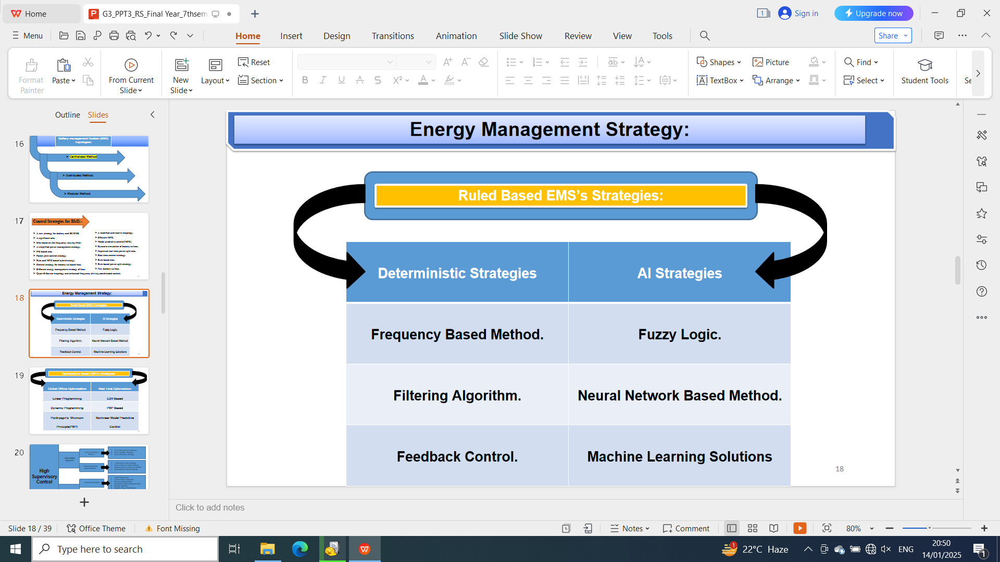 Home
G3_PPT3_RS_Final Year_7thsem
Sign in
Upgrade now
Menu
Home
Insert
Design
Transitions
Animation
Slide Show
Review
View
Tools
Share
Format Painter
Paste
From Current Slide
New Slide
Layout
Reset
Section
Shapes
Picture
TextBox
Arrange
Find
Select
Student Tools
Se
Outline
Slides
16
Battery management System (BMS)
Topologies:
Centralized Method
Distributed Method.
Modular Method.
17
Control Strategies for BMS:-
18
Energy Management Strategy:
Ruled Based EMS's Strategies:
Deterministic Strategies AI Strategies
Frequency Based Method. Fuzzy Logic.
Filtering Algorithm. Neural Network Based Method.
Feedback Control. Machine Learning Solutions
19
Optimization Based EMS's Strategies:
Global Offline Optimization Real Time Optimization
Linear Programming LQR Based
Dynamic Programming PMP Based
Pontryagin's Minimum Nonlinear Model Predictive
Principle(PMP) Control
20
High
Supervisory
Control
Energy Management Strategy:
Ruled Based EMS’s Strategies:
Deterministic Strategies AI Strategies
Frequency Based Method. Fuzzy Logic.
Filtering Algorithm. Neural Network Based Method.
Feedback Control. Machine Learning Solutions
18
Click to add notes
Slide 18 / 39
Office Theme
Font Missing
Notes
Comment
80%
Type here to search
22°C Haze
ENG
20:50
14/01/2025
1